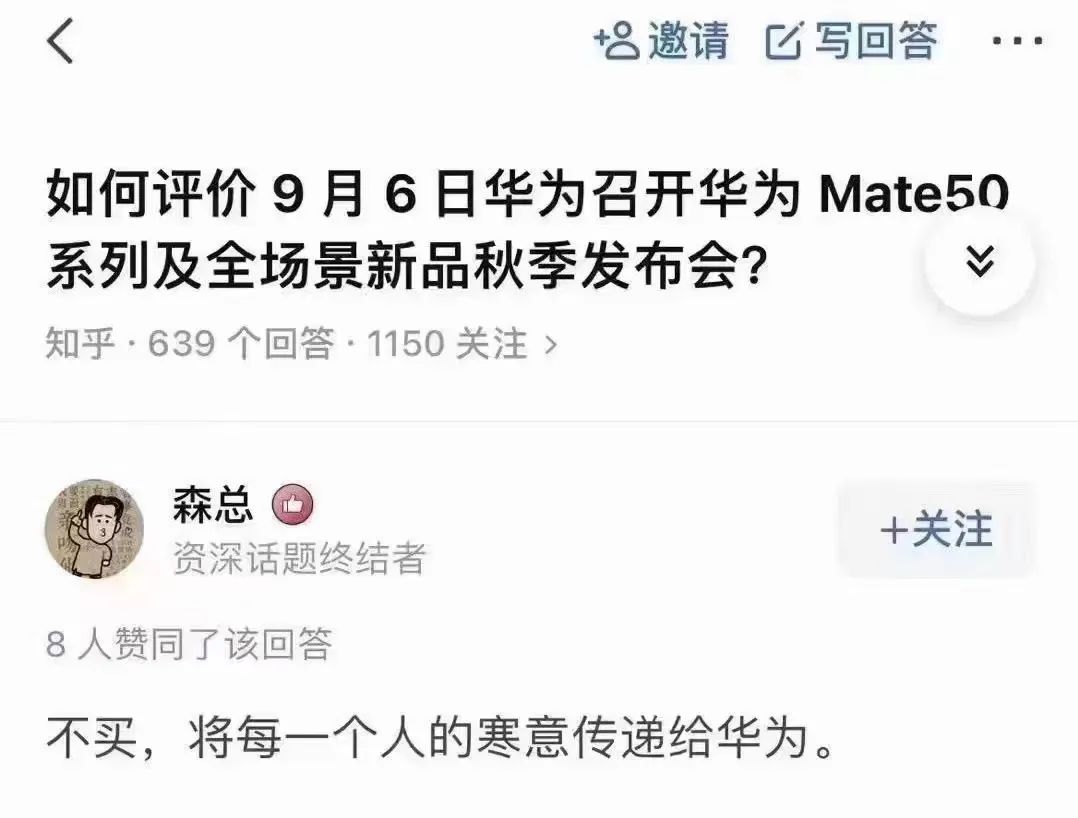 邀请 写回答
如何评价 9 月 6 日华为召开华为 Mate50
系列及全场景新品秋季发布会?
知乎 · 639 个回答 · 1150 关注 >
森总
资深话题终结者
+关注
8 人赞同了该回答
不买，将每一个人的寒意传递给华为。